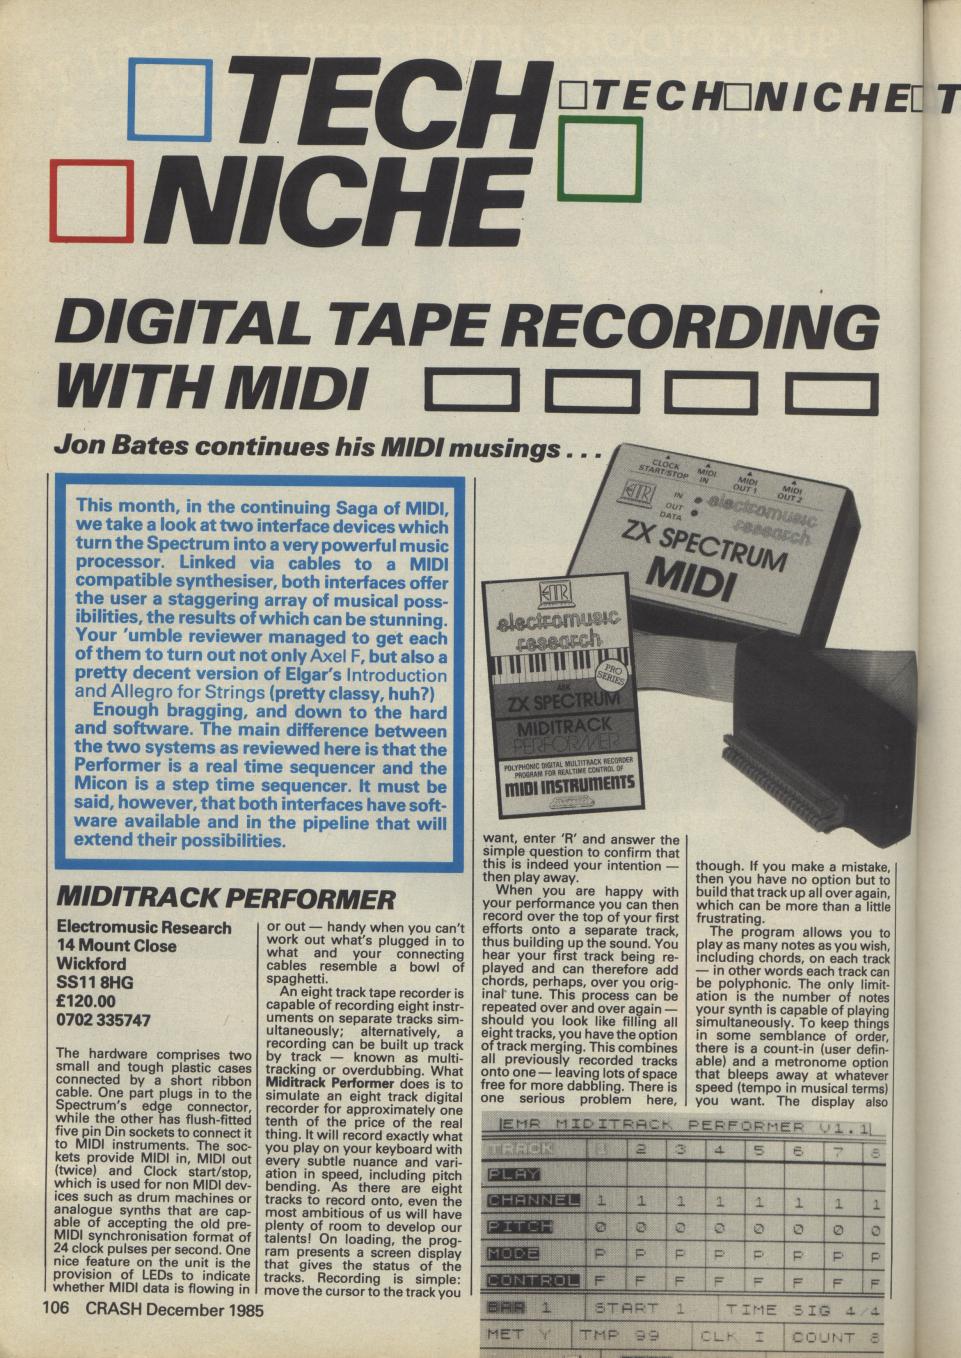 TECH
NICHE
TECH NICHE T
DIGITAL TAPE RECORDING
WITH MIDI
Jon Bates continues his MIDI musings . . .
This month, in the continuing Saga of MIDI,
we take a look at two interface devices which
turn the Spectrum into a very powerful music
processor. Linked via cables to a MIDI
compatible synthesiser, both interfaces offer
the user a staggering array of musical poss-
ibilities, the results of which can be stunning.
Your 'umble reviewer managed to get each
of them to turn out not only Axel F, but also a
pretty decent version of Elgar's Introduction
and Allegro for Strings (pretty classy, huh?)
Enough bragging, and down to the hard
and software. The main difference between
the two systems as reviewed here is that the
Performer is a real time sequencer and the
Micon is a step time sequencer. It must be
said, however, that both interfaces have soft-
ware available and in the pipeline that will
extend their possibilities.
CLOCK
START/STOP
MIDI
IN
MIDI
OUT 1
MIDI
OUT 2
EMR
IN
OUT
DATA
electromusic
research
ZX SPECTRUM
MIDI
EMR
electromusic
research
PRO
SERIES
48K
ZX SPECTRUM
MIDITRACK
PERFORMER
POLYPHONIC DIGITAL MULTITRACK RECORDER
PROGRAM FOR REALTIME CONTROL OF
MIDI INSTRUMENTS
MIDITRACK PERFORMER
Electromusic Research
14 Mount Close
Wickford
SS11 8HG
£120.00
0702 335747
The hardware comprises two
small and tough plastic cases
connected by a short ribbon
cable. One part plugs in to the
Spectrum's edge connector,
while the other has flush-fitted
five pin Din sockets to connect it
to MIDI instruments. The soc-
kets provide MIDI in, MIDI out
(twice) and Clock start/stop,
which is used for non MIDI dev-
ices such as drum machines or
analogue synths that are cap-
able of accepting the old pre-
MIDI synchronisation format of
24 clock pulses per second. One
nice feature on the unit is the
provision of LEDs to indicate
whether MIDI data is flowing in
or out — handy when you can't
work out what's plugged in to
what and your connecting
cables resemble a bowl of
spaghetti.
An eight track tape recorder is
capable of recording eight instr-
uments on separate tracks sim-
ultaneously; alternatively, a
recording can be built up track
by track — known as multi-
tracking or overdubbing. What
Miditrack Performer does is to
simulate an eight track digital
recorder for approximately one
tenth of the price of the real
thing. It will record exactly what
you play on your keyboard with
every subtle nuance and vari-
ation in speed, including pitch
bending. As there are eight
tracks to record onto, even the
most ambitious of us will have
plenty of room to develop our
talents! On loading, the prog-
ram presents a screen display
that gives the status of the
tracks. Recording is simple:
move the cursor to the track you
want, enter 'R' and answer the
simple question to confirm that
this is indeed your intention —
then play away.
When you are happy with
your performance you can then
record over the top of your first
efforts onto a separate track,
thus building up the sound. You
hear your first track being re-
played and can therefore add
chords, perhaps, over you orig-
inal tune. This process can be
repeated over and over again —
should you look like filling all
eight tracks, you have the option
of track merging. This combines
all previously recorded tracks
onto one — leaving lots of space
free for more dabbling. There is
one serious problem here,
though. If you make a mistake,
then you have no option but to
build that track up all over again,
which can be more than a little
frustrating.
The program allows you to
play as many notes as you wish,
including chords, on each track
— in other words each track can
be polyphonic. The only limit-
ation is the number of notes
your synth is capable of playing
simultaneously. To keep things
in some semblance of order,
there is a count-in (user defin-
able) and a metronome option
that bleeps away at whatever
speed (tempo in musical terms)
you want. The display also
EMR MIDITRACK PERFORMER V1.1
TRACK 1 2 3 4 5 6 7 8
PLAY
CHANNEL 1 1 1 1 1 1 1 1
PITCH 0 0 0 0 0 0 0 0
MODE P P P P P P P P
CONTROL F F F F F F F F
BAR 1 START 1 TIME SIG 4/4
MET Y TMP 99 CLK I COUNT 8
106 CRASH December 1985